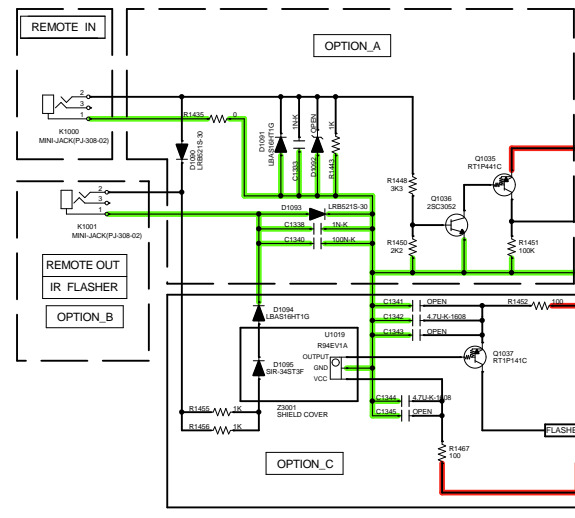 REMOTE IN
2
3
1
K1000
MINI-JACK(PJ-308-02)
OPTION_A
R1435
0
D1090
LRB521S-30
D1091
LBAS16HT1G
C1333
1N-K
D1092
OPEN
R1443
1K
R1448
3K3
Q1036
2SC3052
Q1035
RT1P441C
R1450
2K2
R1451
100K
2
3
1
K1001
MINI-JACK(PJ-308-02)
REMOTE OUT
IR FLASHER
OPTION_B
D1093
LRB521S-30
C1338
1N-K
C1340
100N-K
D1094
LBAS16HT1G
C1341
OPEN
C1342
4.7U-K-1608
C1343
OPEN
R1452
100
U1019
R94EV1A
OUTPUT
GND
VCC
D1095
SIR-34ST3F
Q1037
RT1P141C
C1344
4.7U-K-1608
C1345
OPEN
Z3001
SHIELD COVER
R1455
1K
R1456
1K
FLASHE
R1467
100
OPTION_C